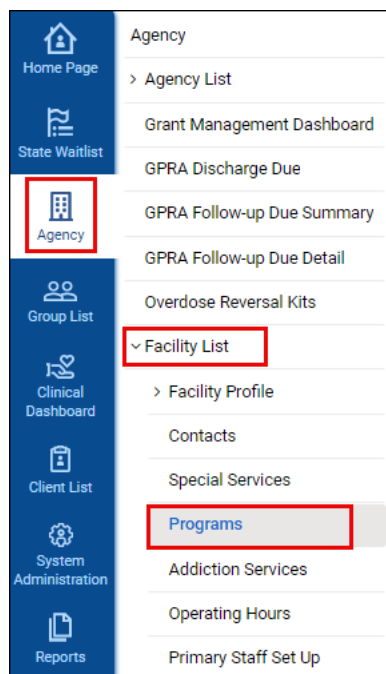 Home Page
State Waitlist
Agency
Group List
Clinical
Dashboard
Client List
System
Administration
Reports
Agency
> Agency List
Grant Management Dashboard
GPRA Discharge Due
GPRA Follow-up Due Summary
GPRA Follow-up Due Detail
Overdose Reversal Kits
Facility List
> Facility Profile
Contacts
Special Services
Programs
Addiction Services
Operating Hours
Primary Staff Set Up